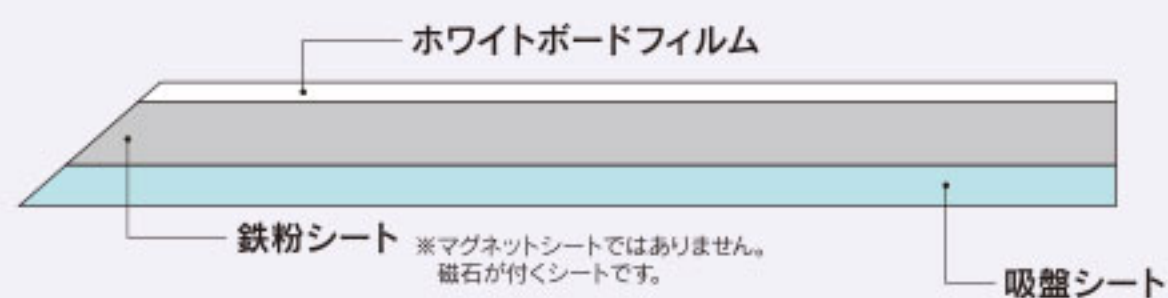 ホワイトボードフィルム
鉄粉シート
※マグネットシートではありません。
磁石が付くシートです。
吸盤シート